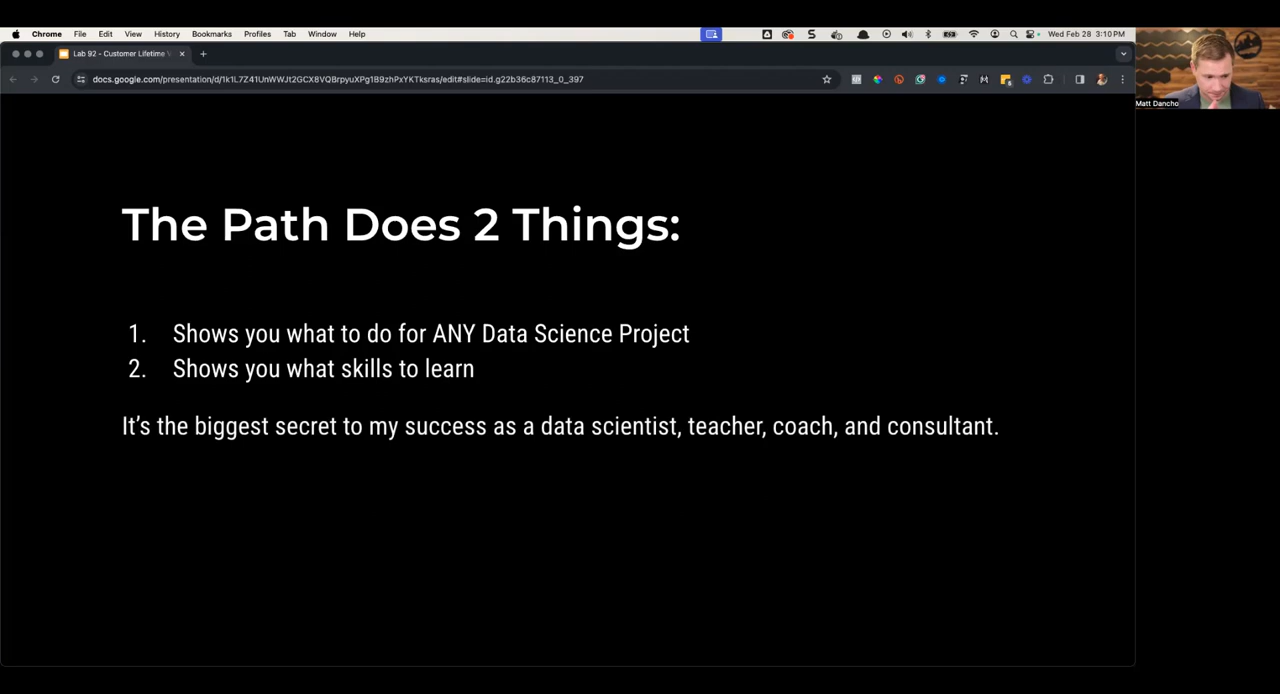 Chrome File Edit View History Bookmarks Profiles Tab Window Help Wed Feb 28 3:10 PM
Lab 92 - Customer Lifetime V
docs.google.com/presentation/d/1k1L7Z41UnWWJt2GCX8VQBrpyuXPg1B9zhPxYKTksras/edit#slide=id.g22b36c87113_0_397
Matt Dancho
The Path Does 2 Things:
1. Shows you what to do for ANY Data Science Project
2. Shows you what skills to learn
It’s the biggest secret to my success as a data scientist, teacher, coach, and consultant.